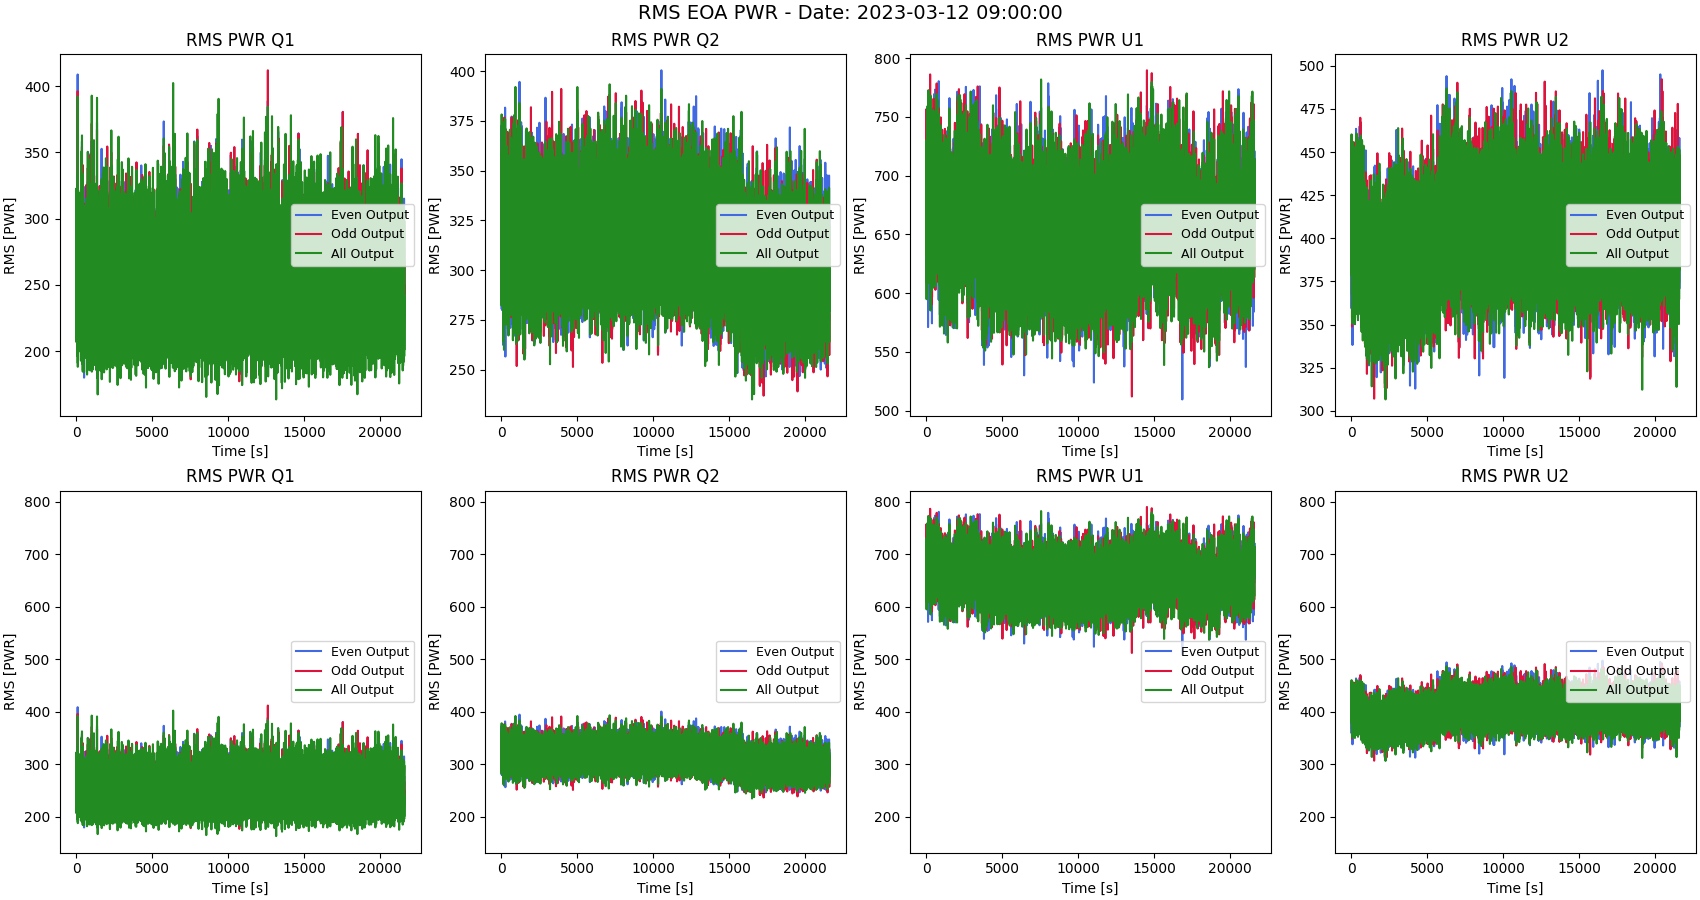 RMS EOA PWR - Date: 2023-03-12 09:00:00
RMS PWR Q1
RMS [PWR]
400
350
300
250
200
0 5000 10000 15000 20000
Time [s]
Even Output
Odd Output
All Output
RMS PWR Q2
RMS [PWR]
400
375
350
325
300
275
250
0 5000 10000 15000 20000
Time [s]
Even Output
Odd Output
All Output
RMS PWR U1
RMS [PWR]
800
750
700
650
600
550
500
0 5000 10000 15000 20000
Time [s]
Even Output
Odd Output
All Output
RMS PWR U2
RMS [PWR]
500
475
450
425
400
375
350
325
300
0 5000 10000 15000 20000
Time [s]
Even Output
Odd Output
All Output
RMS PWR Q1
RMS [PWR]
800
700
600
500
400
300
200
0 5000 10000 15000 20000
Time [s]
Even Output
Odd Output
All Output
RMS PWR Q2
RMS [PWR]
800
700
600
500
400
300
200
0 5000 10000 15000 20000
Time [s]
Even Output
Odd Output
All Output
RMS PWR U1
RMS [PWR]
800
700
600
500
400
300
200
0 5000 10000 15000 20000
Time [s]
Even Output
Odd Output
All Output
RMS PWR U2
RMS [PWR]
800
700
600
500
400
300
200
0 5000 10000 15000 20000
Time [s]
Even Output
Odd Output
All Output